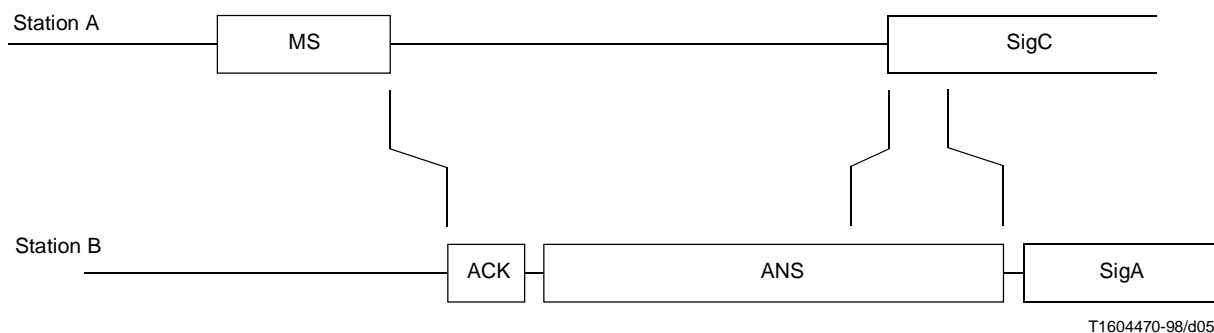 Station A
MS
SigC
Station B
ACK
ANS
SigA
T1604470-98/d05